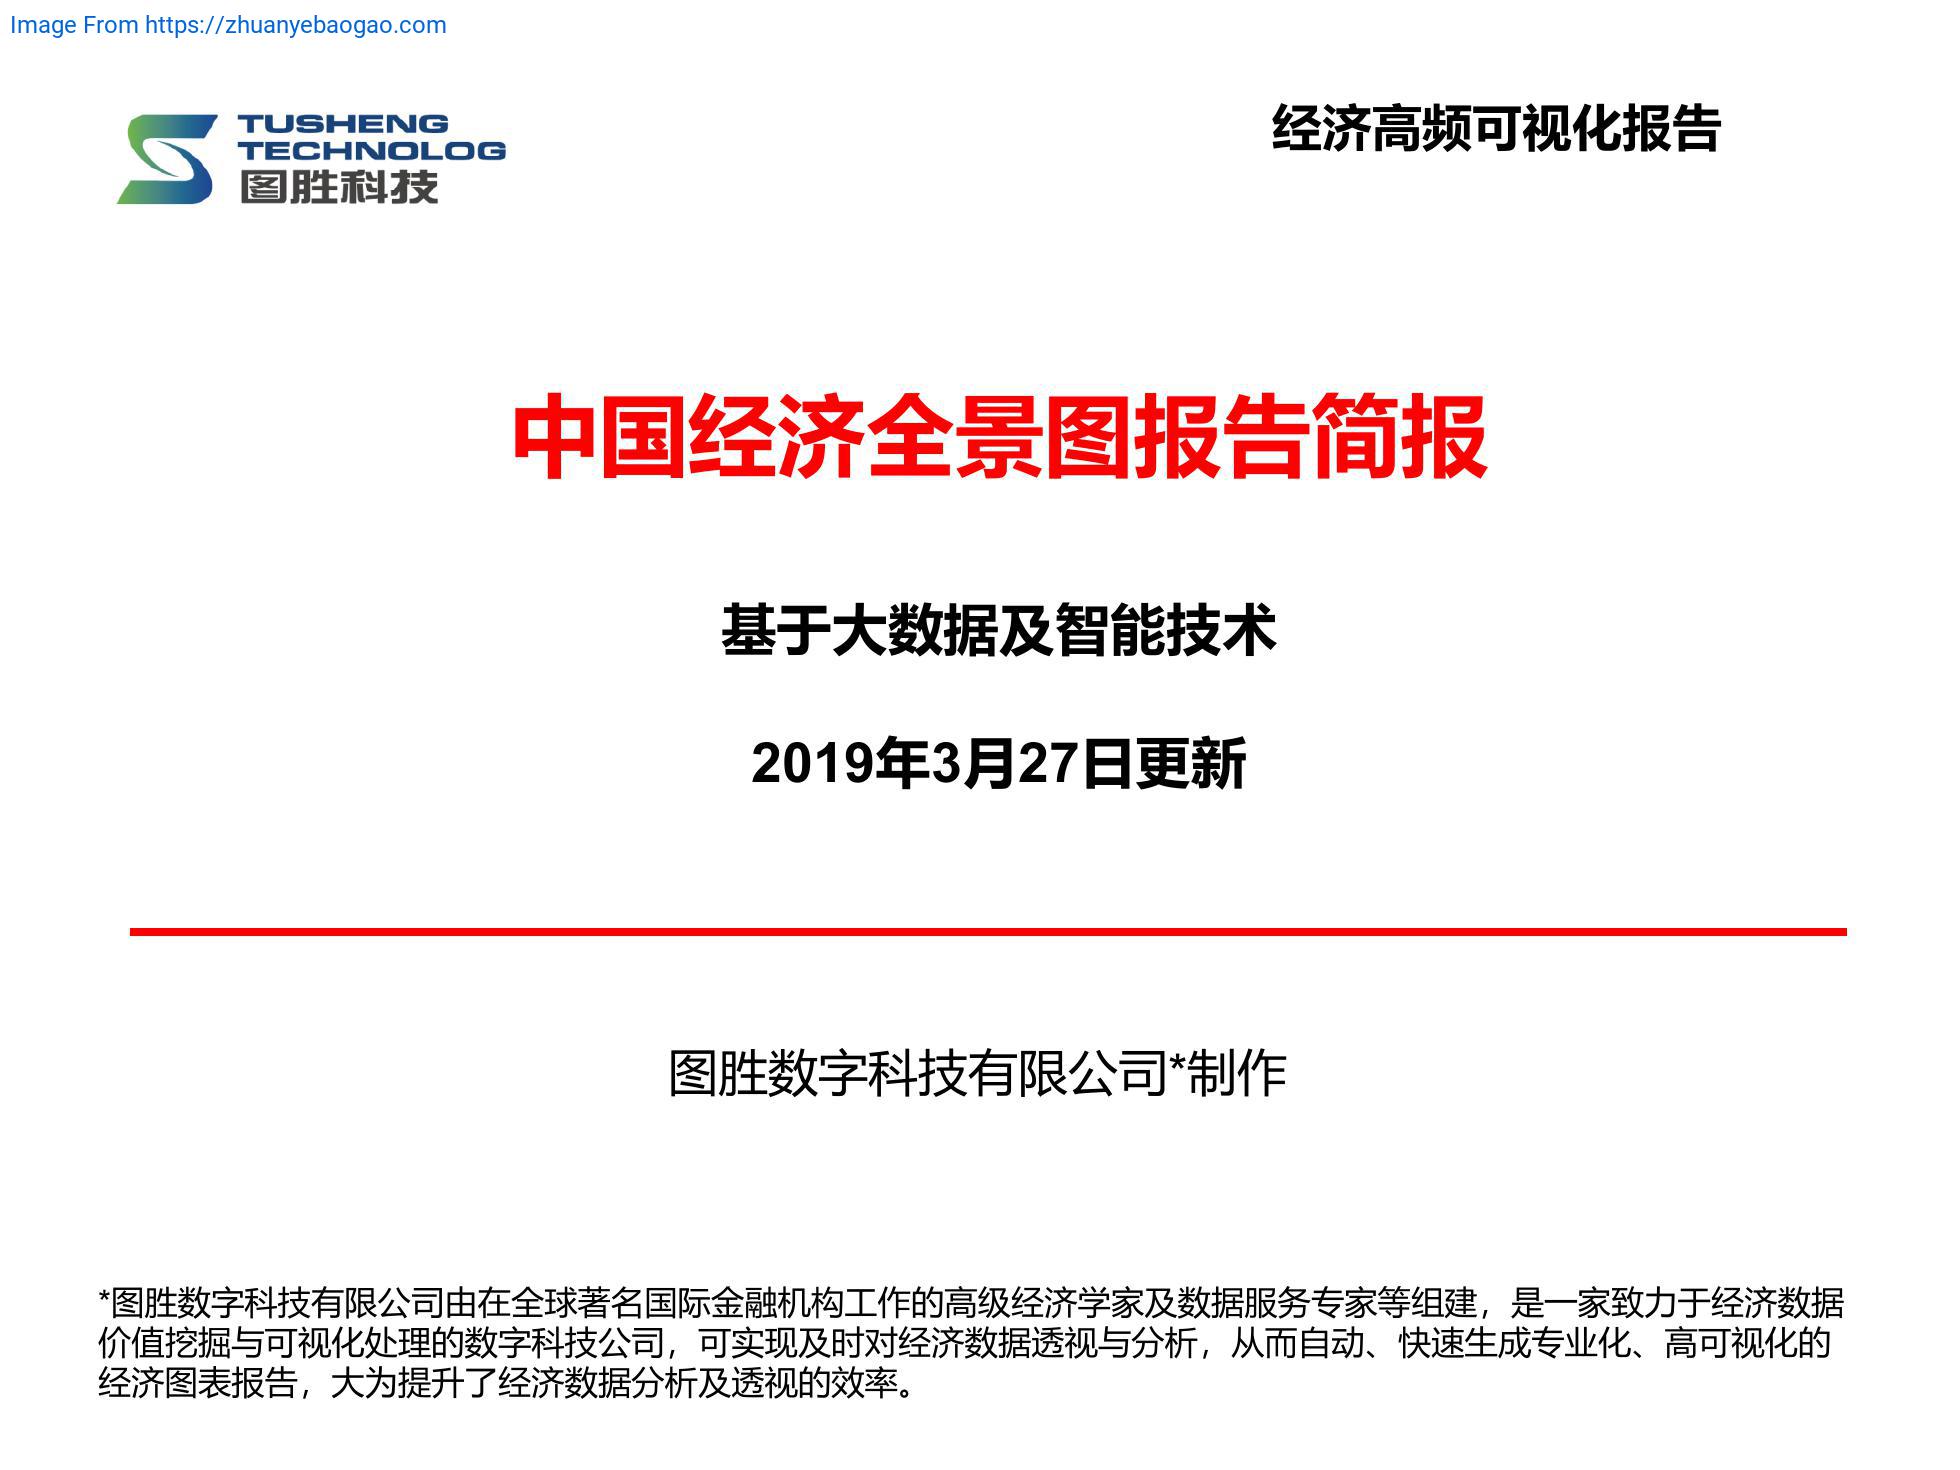 Image From https://zhuanyebaogao.com
TUSHENG
TECHNOLOG
图胜科技
经济高频可视化报告
中国经济全景图报告简报
基于大数据及智能技术
2019年3月27日更新
图胜数字科技有限公司*制作
*图胜数字科技有限公司由在全球著名国际金融机构工作的高级经济学家及数据服务专家等组建，是一家致力于经济数据
价值挖掘与可视化处理的数字科技公司，可实现及时对经济数据透视与分析，从而自动、快速生成专业化、高可视化的
经济图表报告，大为提升了经济数据分析及透视的效率。